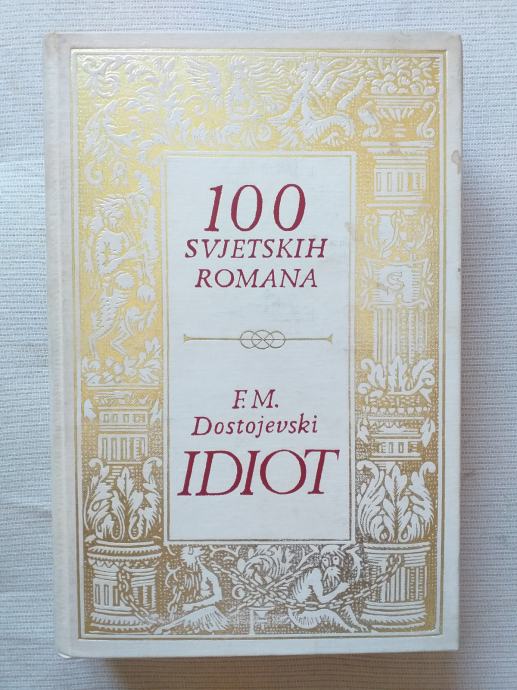 100
SVJETSKIH
ROMANA
F. M.
Dostojevski
IDIOT